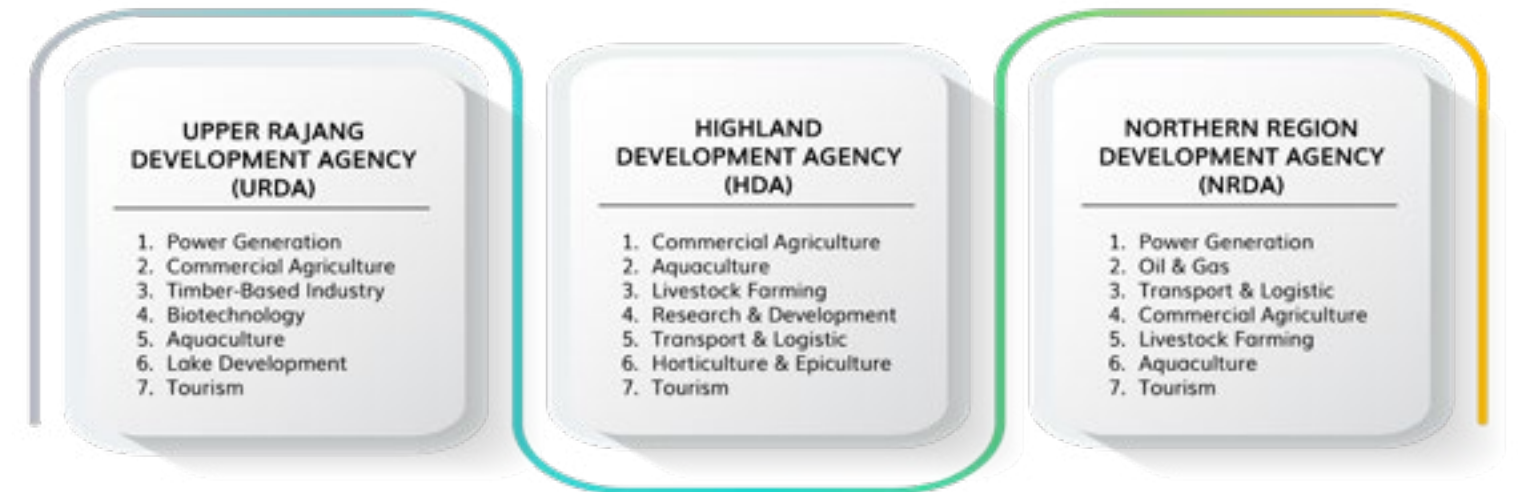 UPPER RAJANG
DEVELOPMENT AGENCY
(URDA)
1. Power Generation
2. Commercial Agriculture
3. Timber-Based Industry
4. Biotechnology
5. Aquaculture
6. Lake Development
7. Tourism
HIGHLAND
DEVELOPMENT AGENCY
(HDA)
1. Commercial Agriculture
2. Aquaculture
3. Livestock Farming
4. Research & Development
5. Transport & Logistic
6. Horticulture & Epiculture
7. Tourism
NORTHERN REGION
DEVELOPMENT AGENCY
(NRDA)
1. Power Generation
2. Oil & Gas
3. Transport & Logistic
4. Commercial Agriculture
5. Livestock Farming
6. Aquaculture
7. Tourism